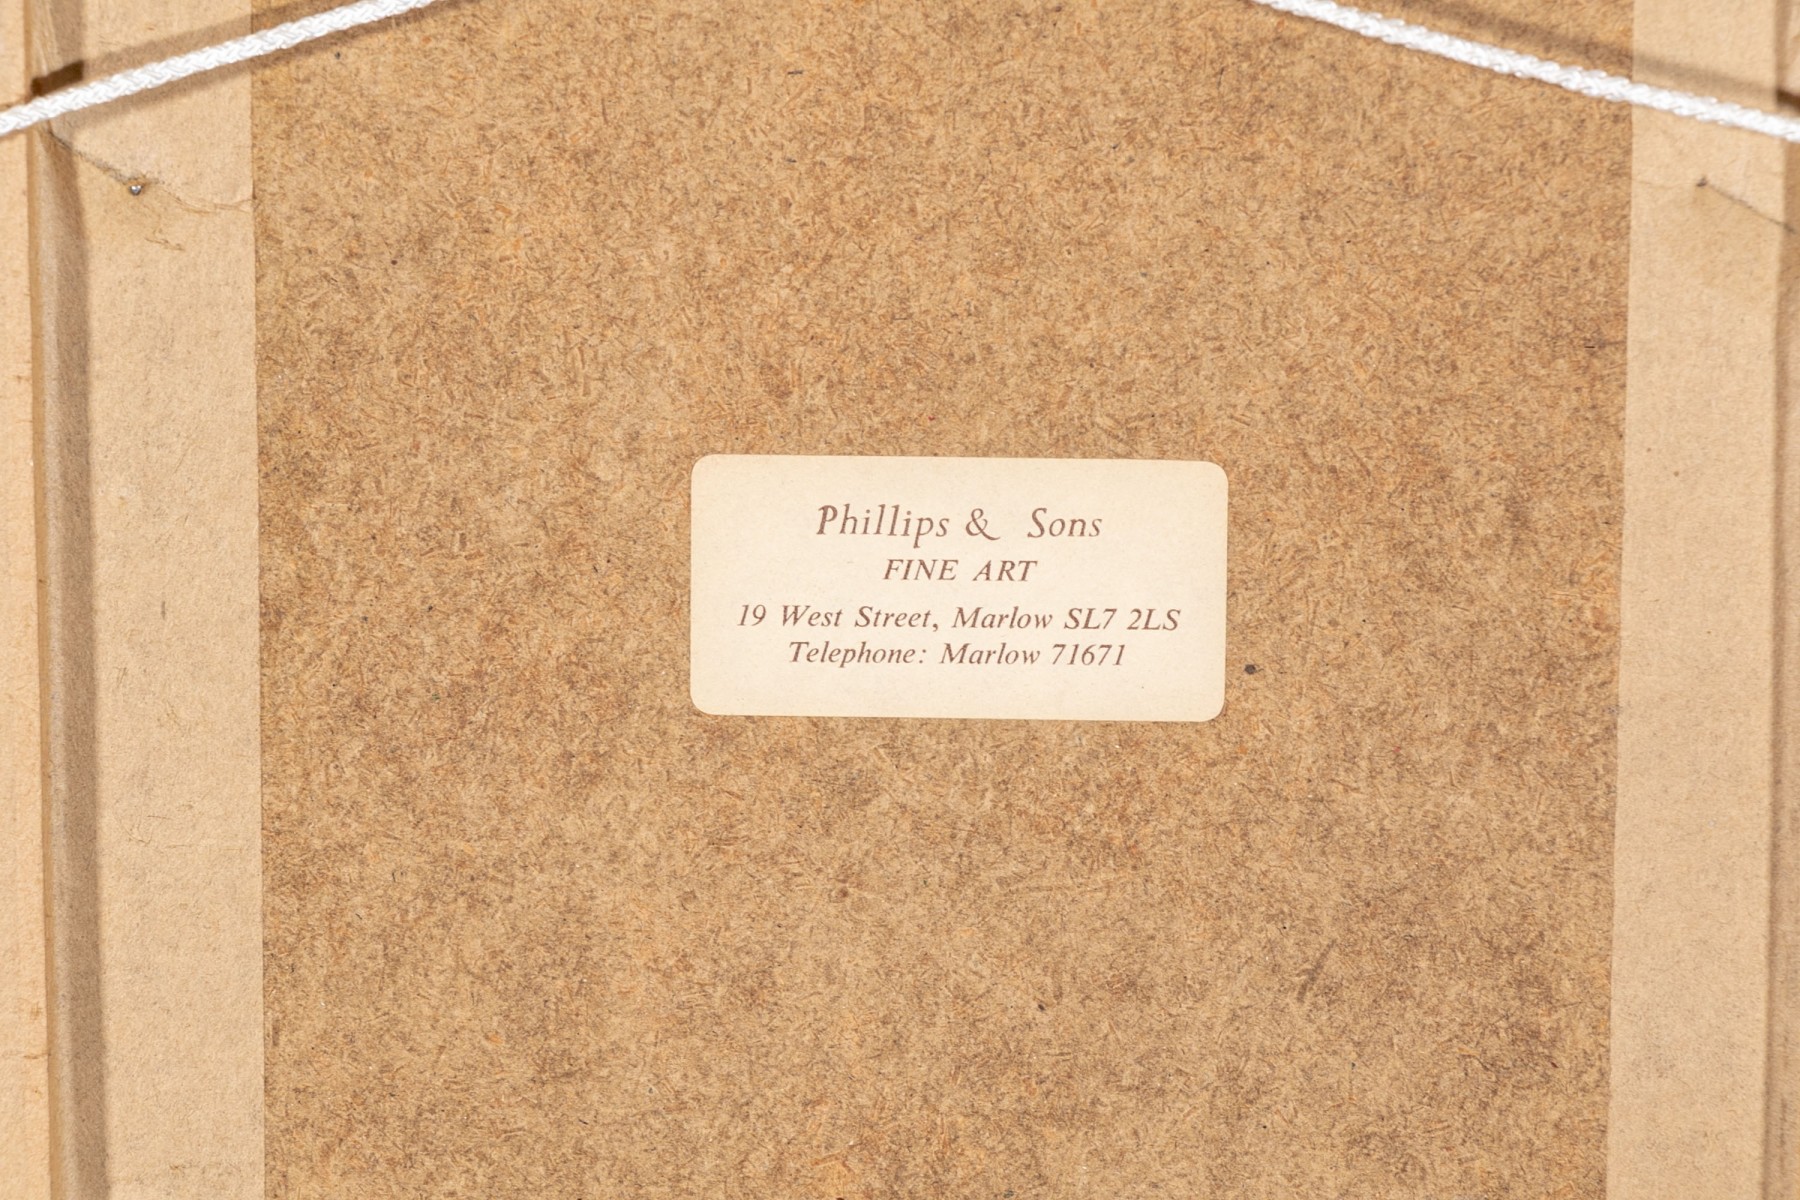 Phillips & Sons
FINE ART
19 West Street, Marlow SL7 2LS
Telephone: Marlow 71671